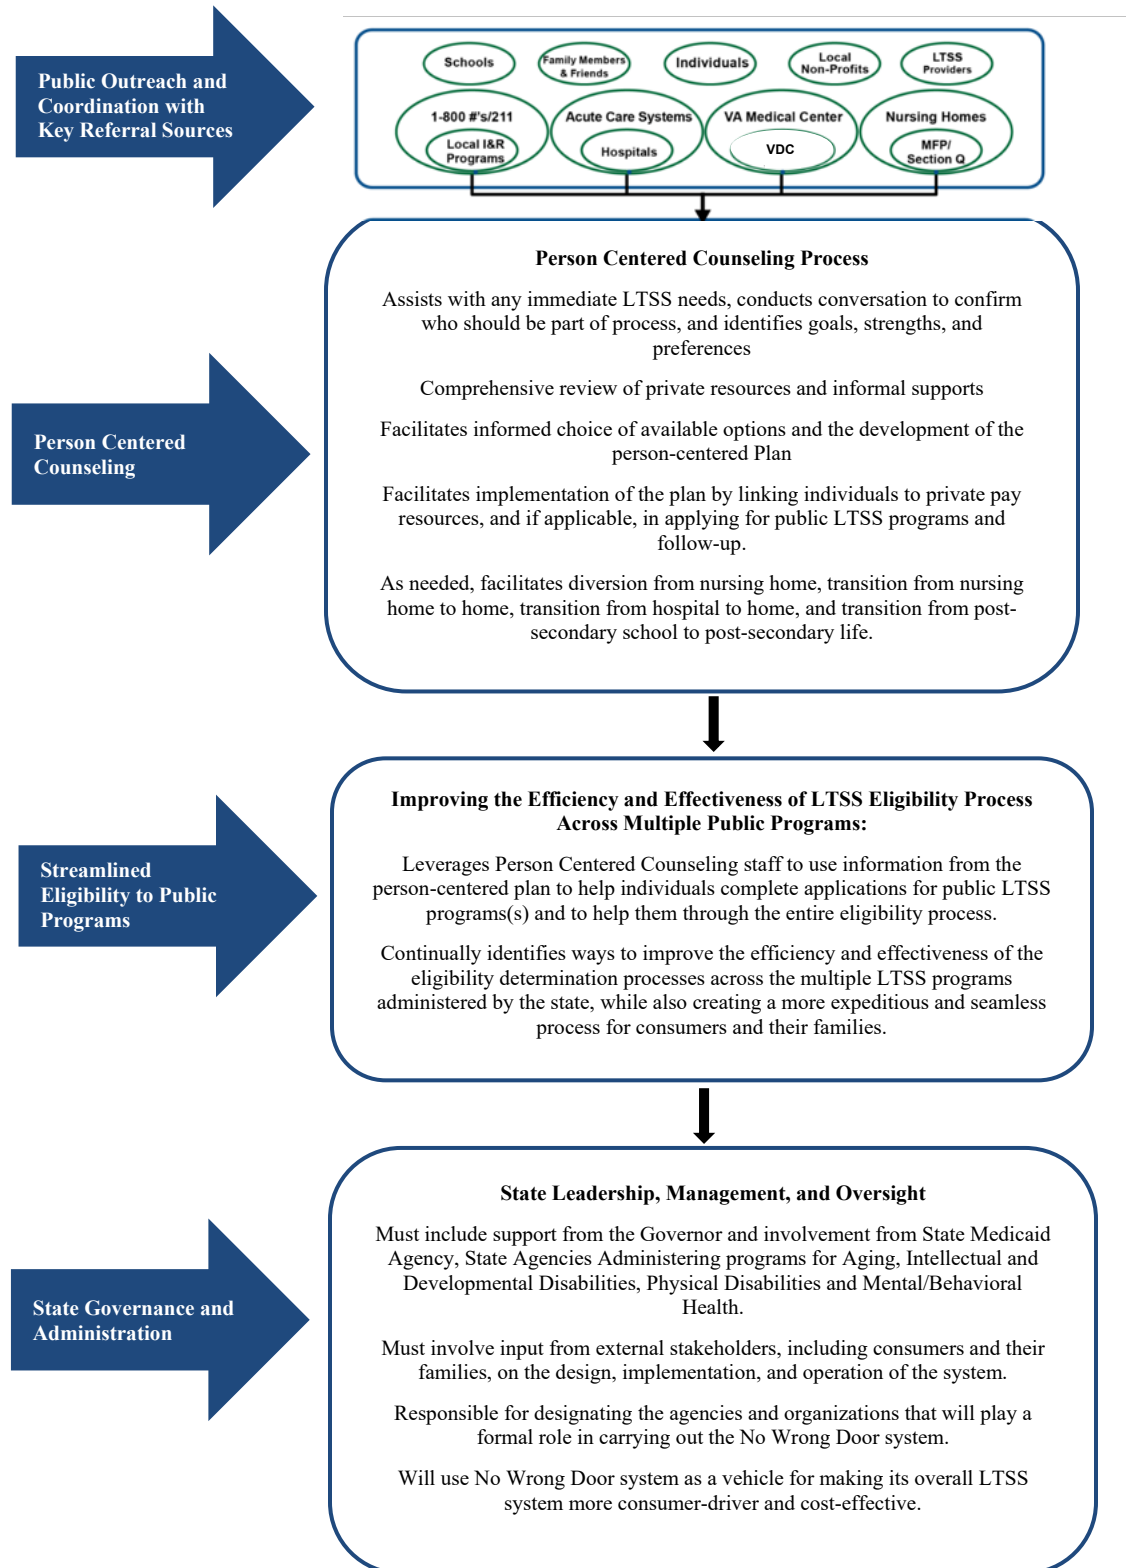 Public Outreach and
Coordination with
Key Referral Sources
Schools
Family Members
& Friends
Individuals
Local
Non-Profits
LTSS
Providers
1-800 #'s/211
Local I&R
Programs
Acute Care Systems
Hospitals
VA Medical Center
VDC
Nursing Homes
MFP/
Section Q
Person Centered
Counseling
Person Centered Counseling Process
Assists with any immediate LTSS needs, conducts conversation to confirm
who should be part of process, and identifies goals, strengths, and
preferences
Comprehensive review of private resources and informal supports
Facilitates informed choice of available options and the development of the
person-centered Plan
Facilitates implementation of the plan by linking individuals to private pay
resources, and if applicable, in applying for public LTSS programs and
follow-up.
As needed, facilitates diversion from nursing home, transition from nursing
home to home, transition from hospital to home, and transition from post-
secondary school to post-secondary life.
Streamlined
Eligibility to Public
Programs
Improving the Efficiency and Effectiveness of LTSS Eligibility Process
Across Multiple Public Programs:
Leverages Person Centered Counseling staff to use information from the
person-centered plan to help individuals complete applications for public LTSS
programs(s) and to help them through the entire eligibility process.
Continually identifies ways to improve the efficiency and effectiveness of the
eligibility determination processes across the multiple LTSS programs
administered by the state, while also creating a more expeditious and seamless
process for consumers and their families.
State Governance and
Administration
State Leadership, Management, and Oversight
Must include support from the Governor and involvement from State Medicaid
Agency, State Agencies Administering programs for Aging, Intellectual and
Developmental Disabilities, Physical Disabilities and Mental/Behavioral
Health.
Must involve input from external stakeholders, including consumers and their
families, on the design, implementation, and operation of the system.
Responsible for designating the agencies and organizations that will play a
formal role in carrying out the No Wrong Door system.
Will use No Wrong Door system as a vehicle for making its overall LTSS
system more consumer-driver and cost-effective.